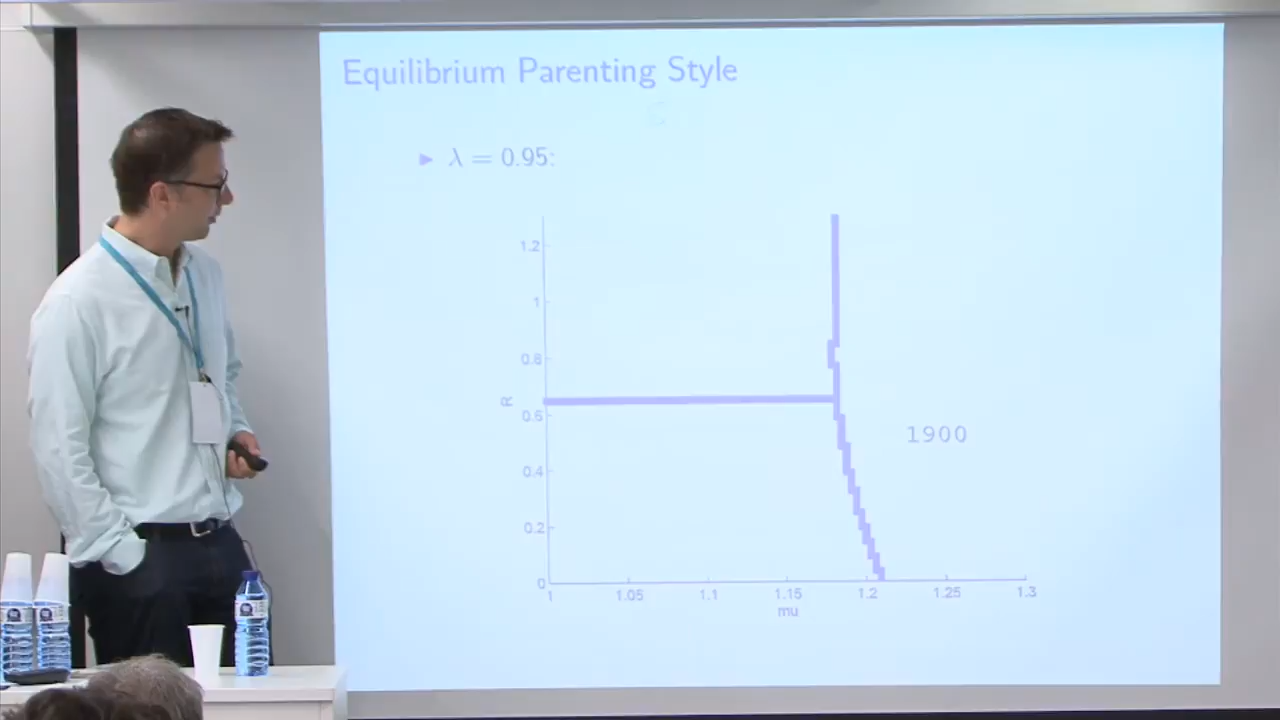 Equilibrium Parenting Style
► λ = 0.95:
1.2
1
0.8
R
0.6
1900
0.4
0.2
0
1 1.05 1.1 1.15 1.2 1.25 1.3
mu